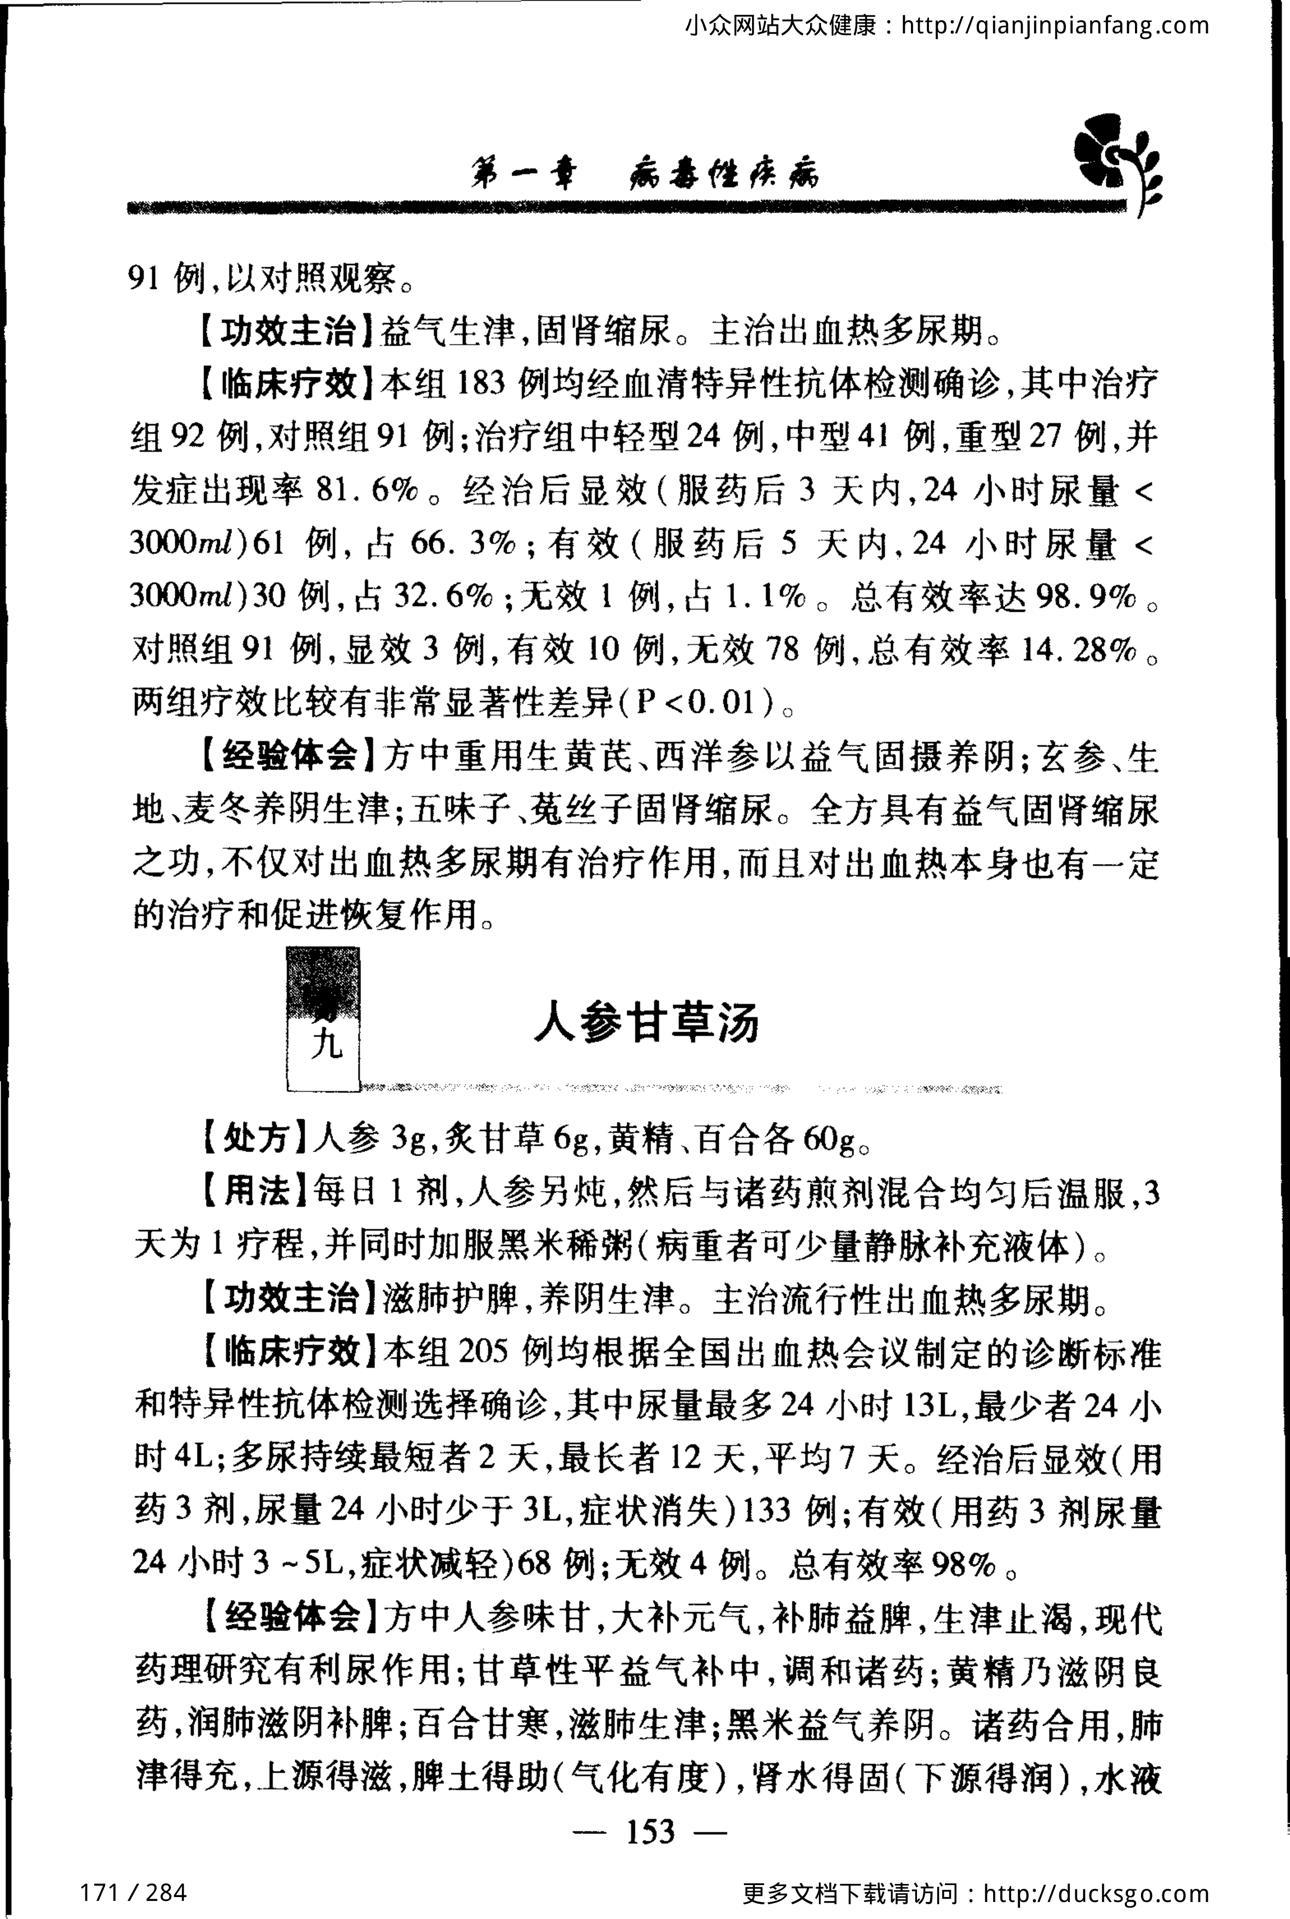 小众网站大众健康：http://qianjinpianfang.com
第一章 病毒性疾病
91 例,以对照观察。
【功效主治】益气生津,固肾缩尿。主治出血热多尿期。
【临床疗效】本组 183 例均经血清特异性抗体检测确诊,其中治疗
组 92 例,对照组 91 例;治疗组中轻型 24 例,中型 41 例,重型 27 例,并
发症出现率 81.6%。经治后显效(服药后 3 天内,24 小时尿量 <
3000ml)61 例,占 66.3%;有效(服药后 5 天内,24 小时尿量 <
3000ml)30 例,占 32.6%;无效 1 例,占 1.1%。总有效率达 98.9%。
对照组 91 例,显效 3 例,有效 10 例,无效 78 例,总有效率 14.28%。
两组疗效比较有非常显著性差异(P<0.01)。
【经验体会】方中重用生黄芪、西洋参以益气固摄养阴;玄参、生
地、麦冬养阴生津;五味子、菟丝子固肾缩尿。全方具有益气固肾缩尿
之功,不仅对出血热多尿期有治疗作用,而且对出血热本身也有一定
的治疗和促进恢复作用。
九
人参甘草汤
【处方】人参 3g,炙甘草 6g,黄精、百合各 60g。
【用法】每日 1 剂,人参另炖,然后与诸药煎剂混合均匀后温服,3
天为 1 疗程,并同时加服黑米稀粥(病重者可少量静脉补充液体)。
【功效主治】滋肺护脾,养阴生津。主治流行性出血热多尿期。
【临床疗效】本组 205 例均根据全国出血热会议制定的诊断标准
和特异性抗体检测选择确诊,其中尿量最多 24 小时 13L,最少者 24 小
时 4L;多尿持续最短者 2 天,最长者 12 天,平均 7 天。经治后显效(用
药 3 剂,尿量 24 小时少于 3L,症状消失)133 例;有效(用药 3 剂尿量
24 小时 3 ~ 5L,症状减轻)68 例;无效 4 例。总有效率 98%。
【经验体会】方中人参味甘,大补元气,补肺益脾,生津止渴,现代
药理研究有利尿作用;甘草性平益气补中,调和诸药;黄精乃滋阴良
药,润肺滋阴补脾;百合甘寒,滋肺生津;黑米益气养阴。诸药合用,肺
津得充,上源得滋,脾土得助(气化有度),肾水得固(下源得润),水液
— 153 —
171 / 284
更多文档下载请访问：http://ducksgo.com